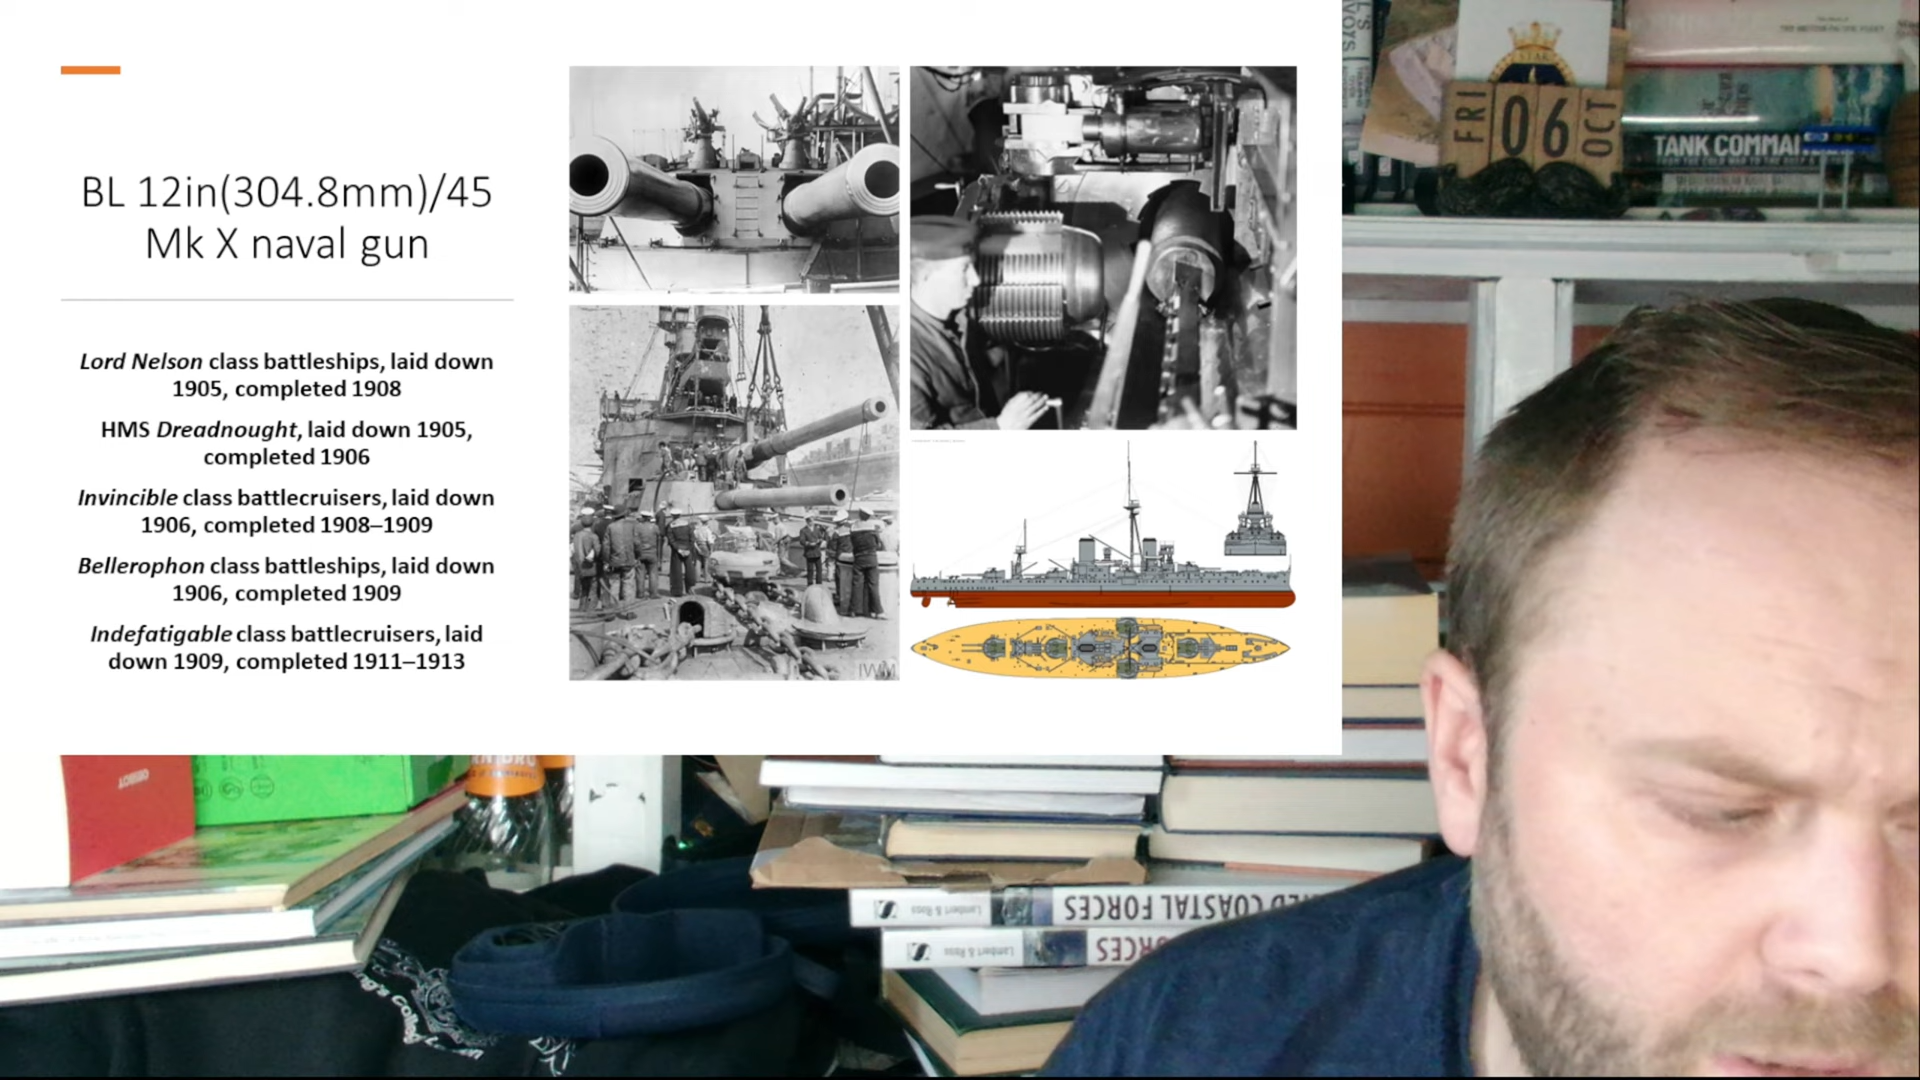 BL 12in(304.8mm)/45
Mk X naval gun
Lord Nelson class battleships, laid down
1905, completed 1908
HMS Dreadnought, laid down 1905,
completed 1906
Invincible class battlecruisers, laid down
1906, completed 1908–1909
Bellerophon class battleships, laid down
1906, completed 1909
Indefatigable class battlecruisers, laid
down 1909, completed 1911–1913
IWM
FRI 06 OCT
TANK COMMA
Lambert & Ross
COASTAL FORCES
Lambert & Ross